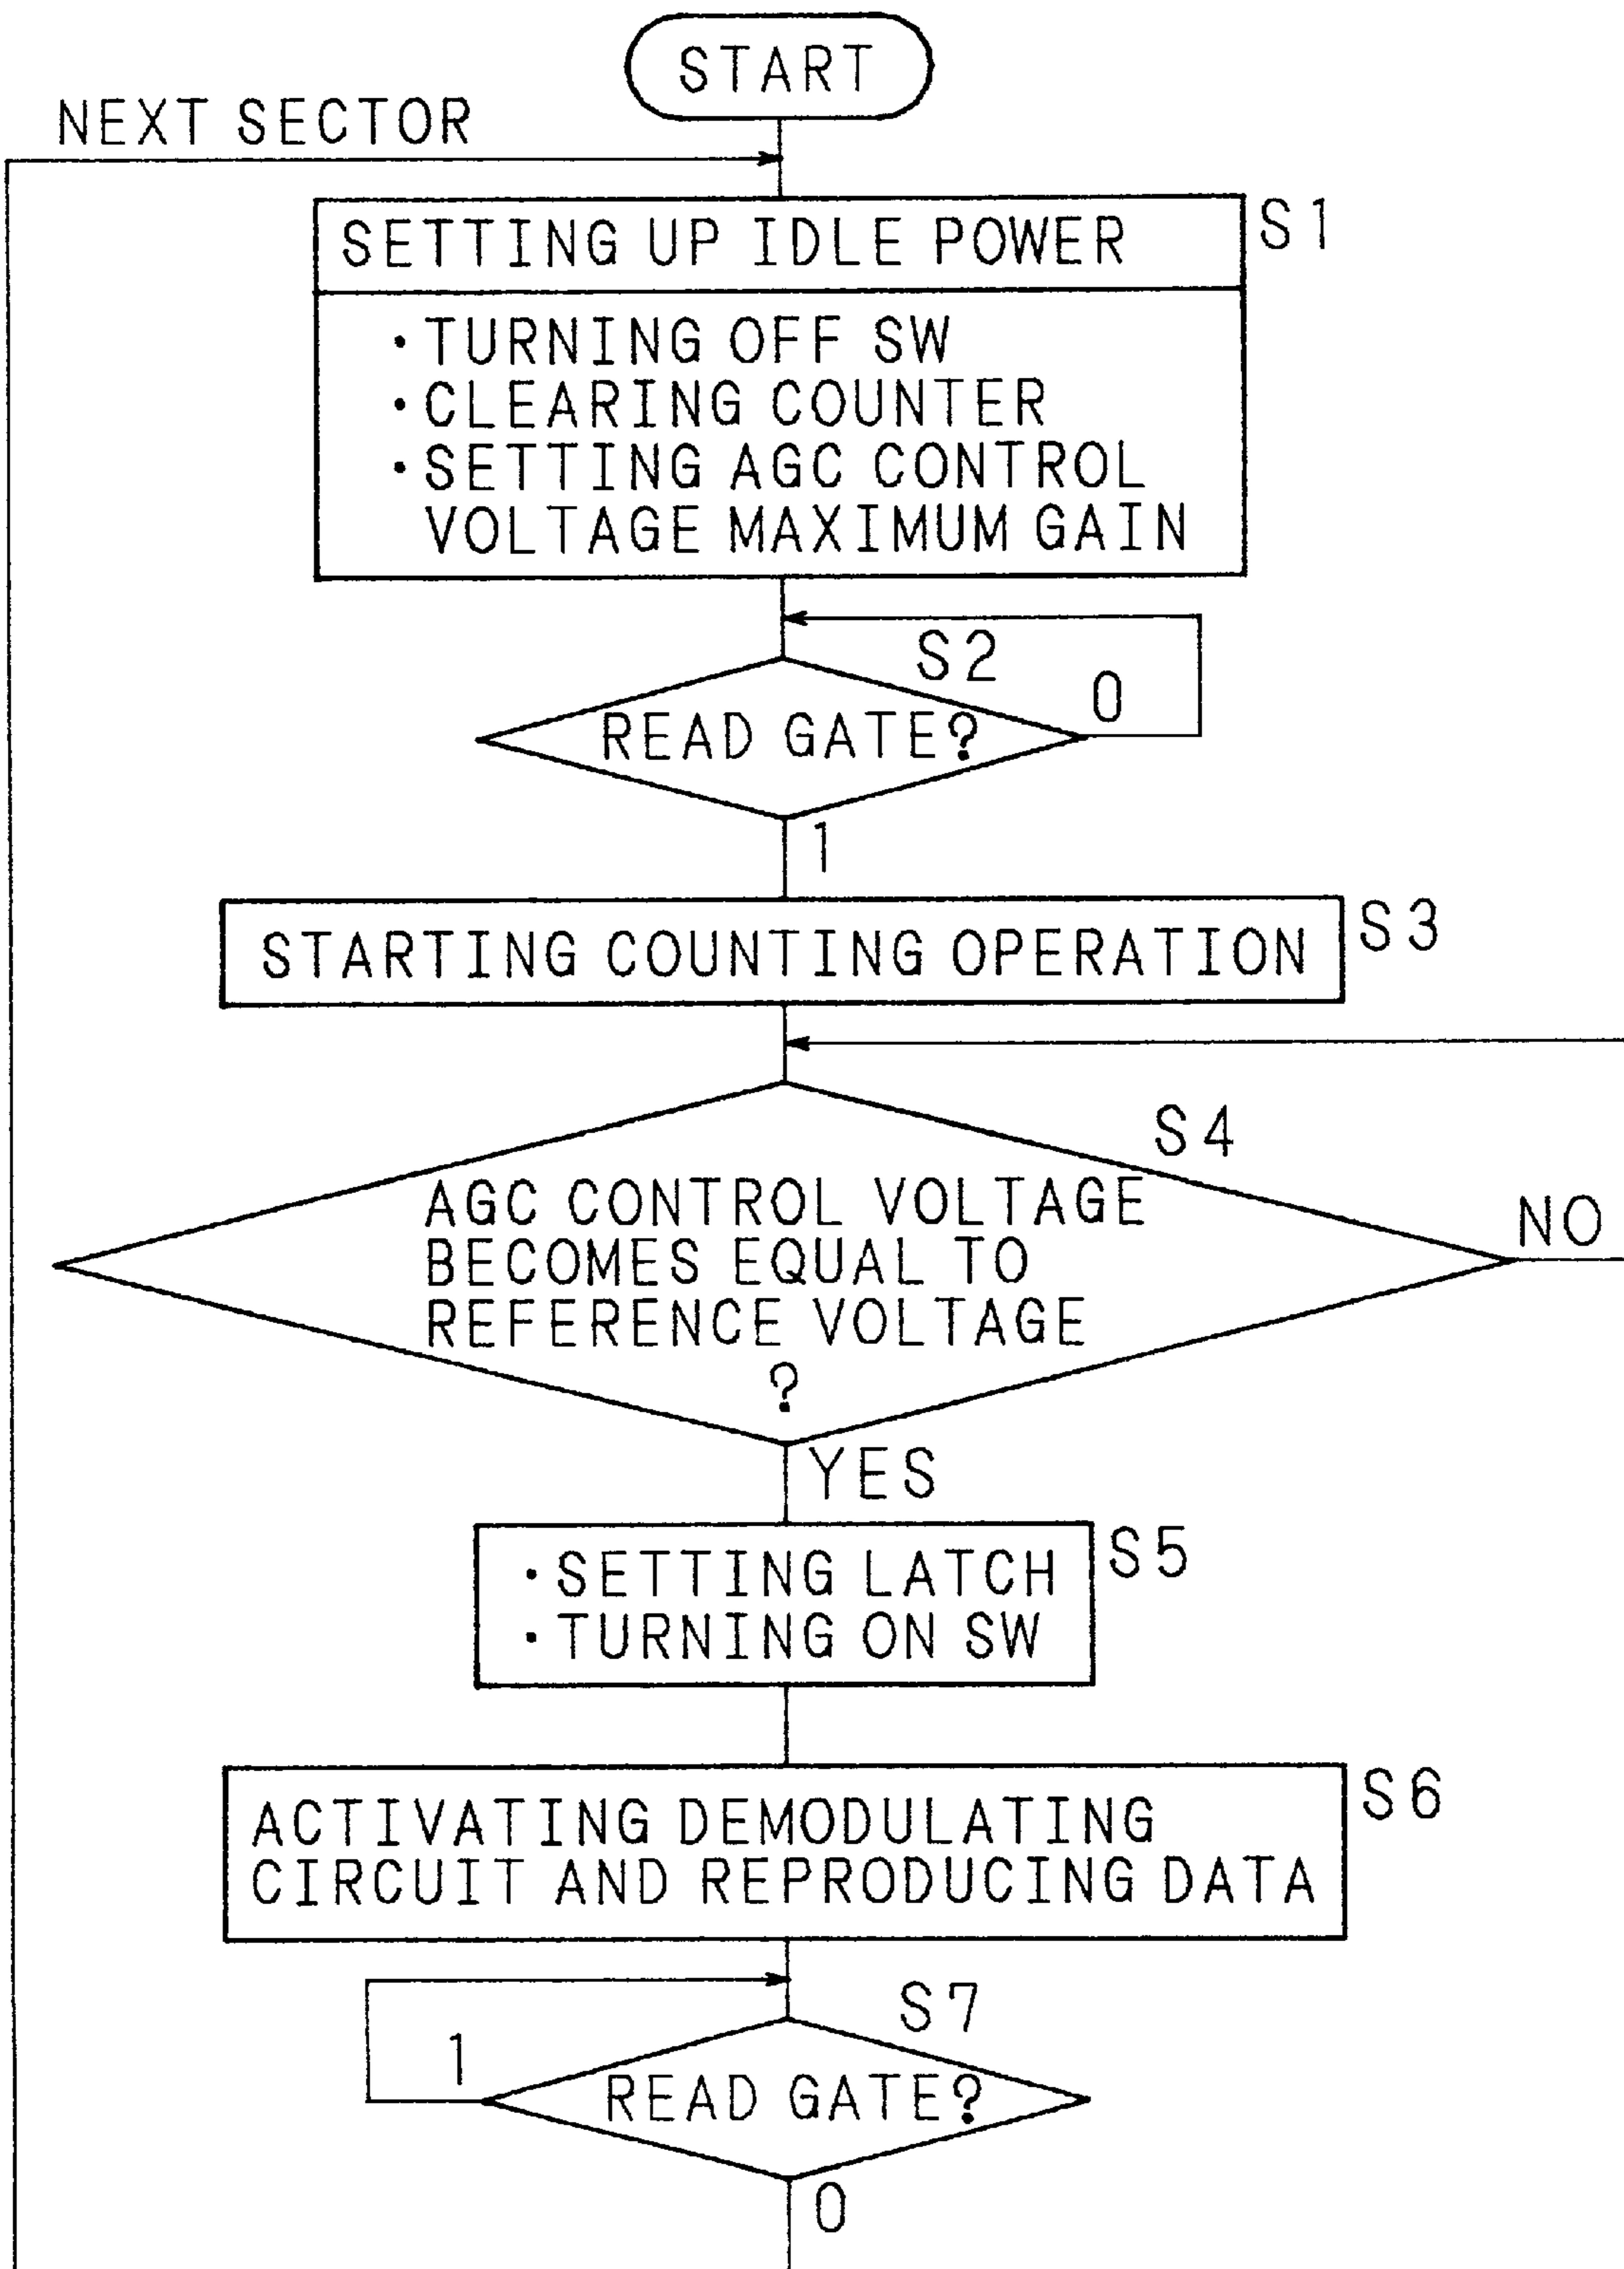 START
NEXT SECTOR
SETTING UP IDLE POWER
S1
・TURNING OFF SW
・CLEARING COUNTER
・SETTING AGC CONTROL
VOLTAGE MAXIMUM GAIN
S2
READ GATE?
0
1
STARTING COUNTING OPERATION
S3
S4
AGC CONTROL VOLTAGE
BECOMES EQUAL TO
REFERENCE VOLTAGE
?
NO
YES
・SETTING LATCH
・TURNING ON SW
S5
ACTIVATING DEMODULATING
CIRCUIT AND REPRODUCING DATA
S6
S7
1
READ GATE?
0